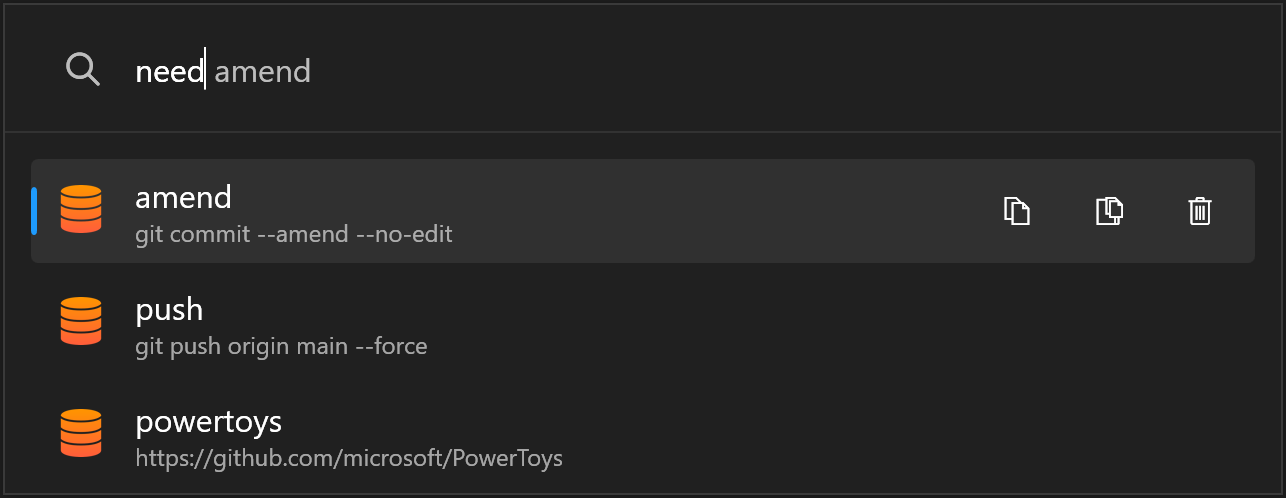 need amend
amend
git commit --amend --no-edit
push
git push origin main --force
powertoys
https://github.com/microsoft/PowerToys